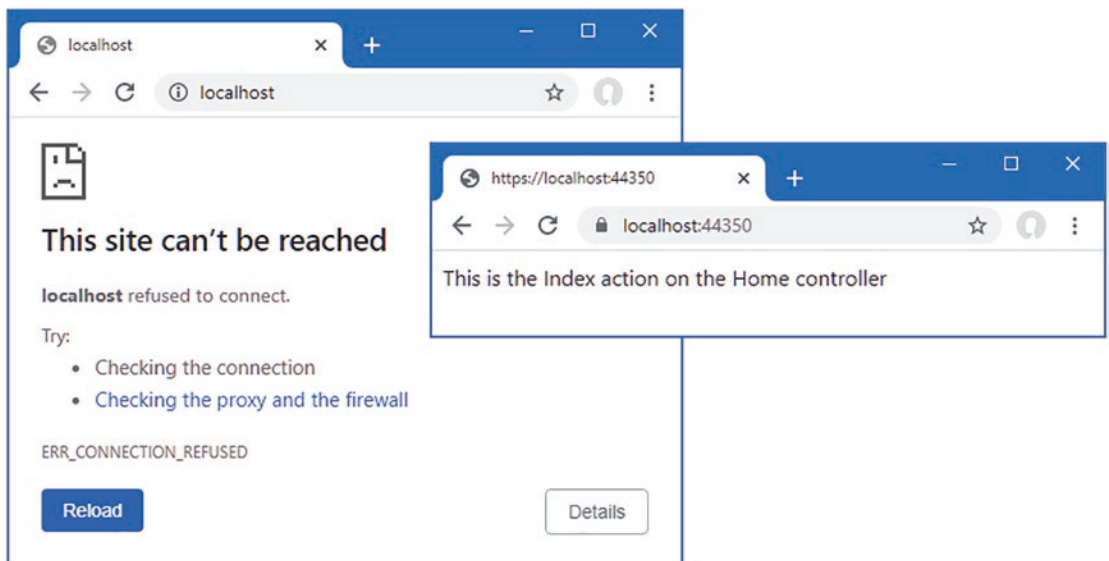 localhost
localhost
This site can't be reached
localhost refused to connect.
Try:
• Checking the connection
• Checking the proxy and the firewall
ERR_CONNECTION_REFUSED
Reload
Details
https://localhost:44350
localhost:44350
This is the Index action on the Home controller